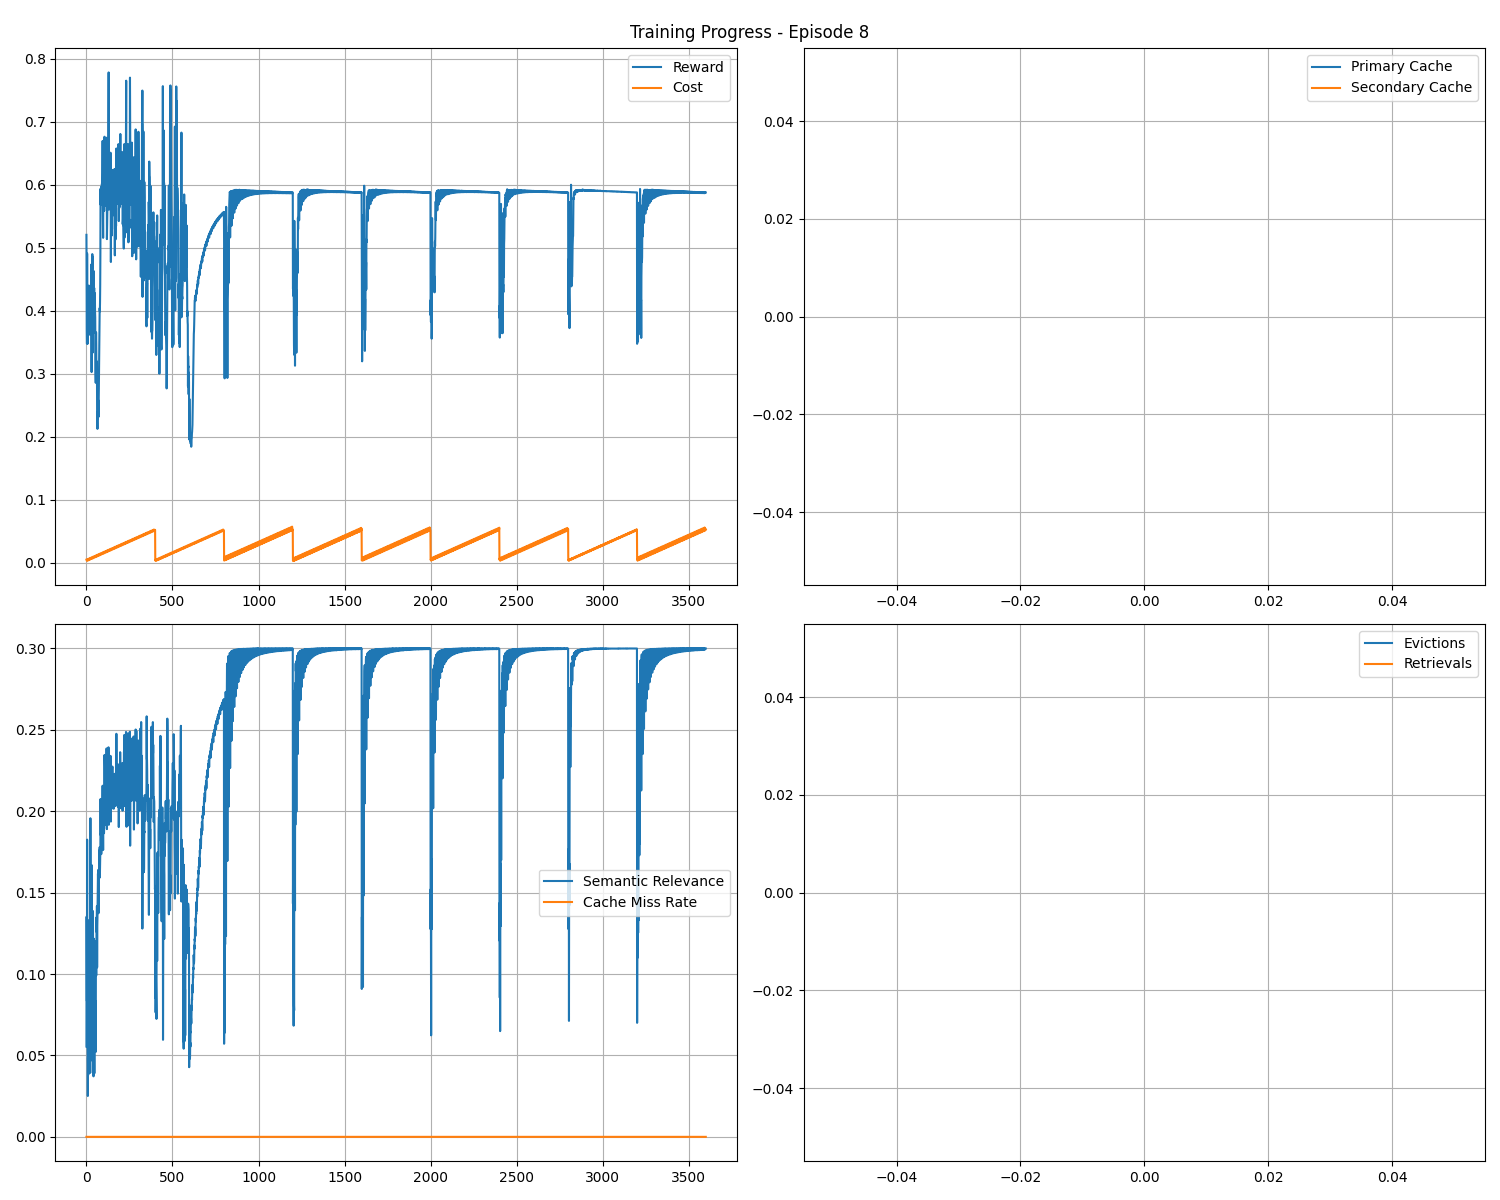 Training Progress - Episode 8
0.8
0.7
0.6
0.5
0.4
0.3
0.2
0.1
0.0
Reward
Cost
0 500 1000 1500 2000 2500 3000 3500
0.04
0.02
0.00
−0.02
−0.04
Primary Cache
Secondary Cache
−0.04 −0.02 0.00 0.02 0.04
0.30
0.25
0.20
0.15
0.10
0.05
0.00
Semantic Relevance
Cache Miss Rate
0 500 1000 1500 2000 2500 3000 3500
0.04
0.02
0.00
−0.02
−0.04
Evictions
Retrievals
−0.04 −0.02 0.00 0.02 0.04